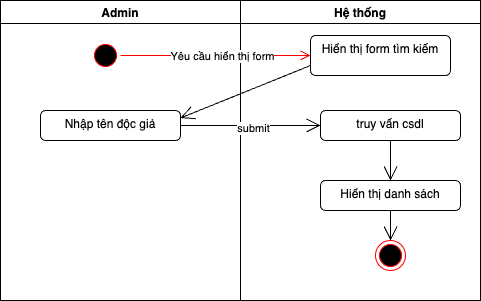 Admin
Hệ thống
Yêu cầu hiển thị form
Hiển thị form tìm kiếm
Nhập tên độc giả
submit
truy vấn csdl
Hiển thị danh sách